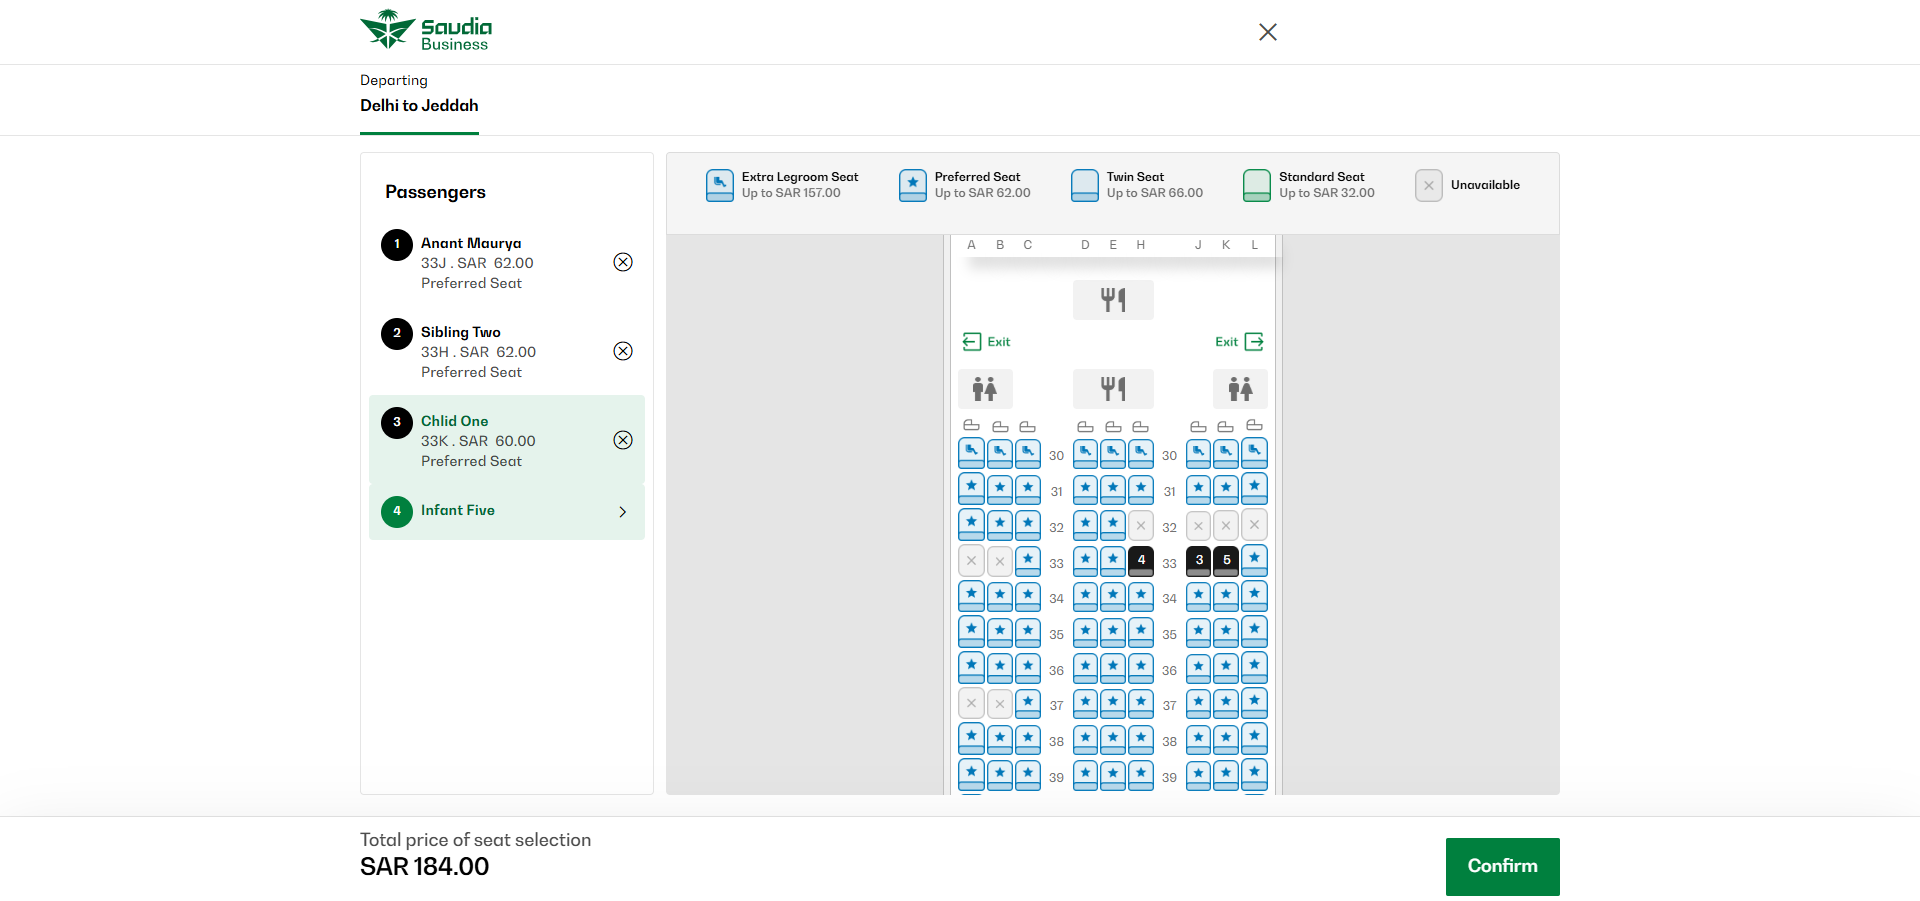 Saudia
Business
Departing
Delhi to Jeddah
Passengers
1 Anant Maurya
33J . SAR 62.00
Preferred Seat
2 Sibling Two
33H . SAR 62.00
Preferred Seat
3 Chlid One
33K . SAR 60.00
Preferred Seat
4 Infant Five
Extra Legroom Seat
Up to SAR 157.00
Preferred Seat
Up to SAR 62.00
Twin Seat
Up to SAR 66.00
Standard Seat
Up to SAR 32.00
Unavailable
A B C D E H J K L
Exit Exit
30 30
31 31
32 32
33 4 33 3 5
34 34
35 35
36 36
37 37
38 38
39 39
Total price of seat selection
SAR 184.00
Confirm